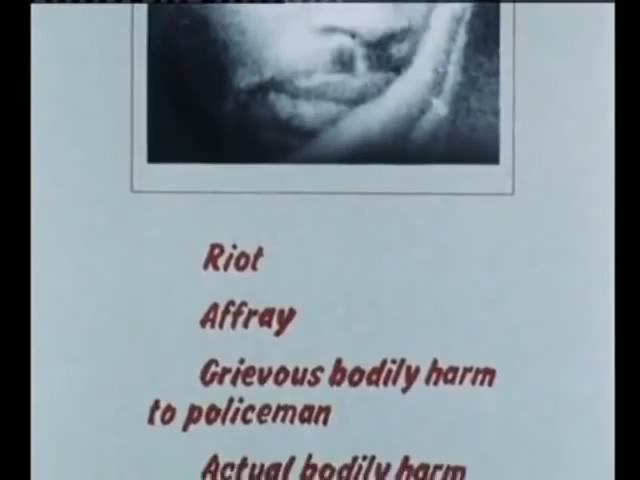 Riot
Affray
Grievous bodily harm
to policeman
Actual bodily harm